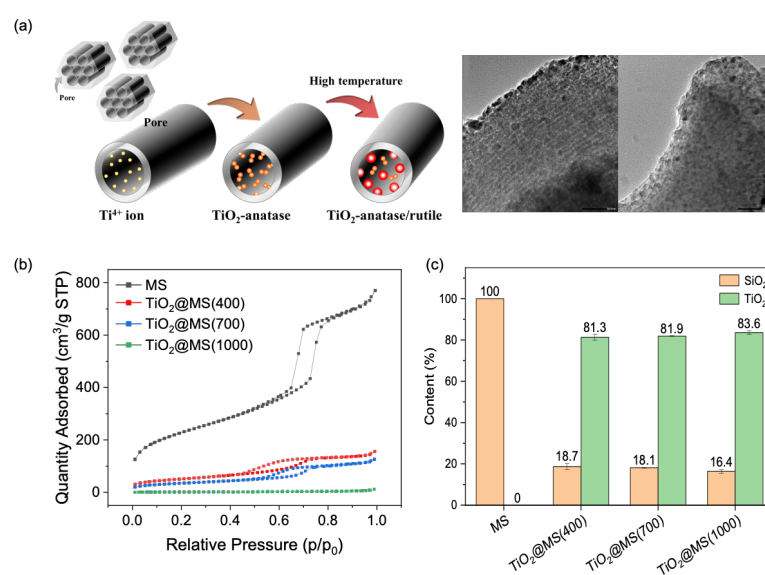 (a)
Pore
Pore
High temperature
Ti⁴⁺ ion
TiO₂-anatase
TiO₂-anatase/rutile
(b)
MS
TiO₂@MS(400)
TiO₂@MS(700)
TiO₂@MS(1000)
Quantity Adsorbed (cm³/g STP)
800
600
400
200
0
0.0 0.2 0.4 0.6 0.8 1.0
Relative Pressure (p/p₀)
(c)
SiO₂
TiO₂
Content (%)
100
80
60
40
20
0
100
0
18.7
81.3
18.1
81.9
16.4
83.6
MS
TiO₂@MS(400)
TiO₂@MS(700)
TiO₂@MS(1000)